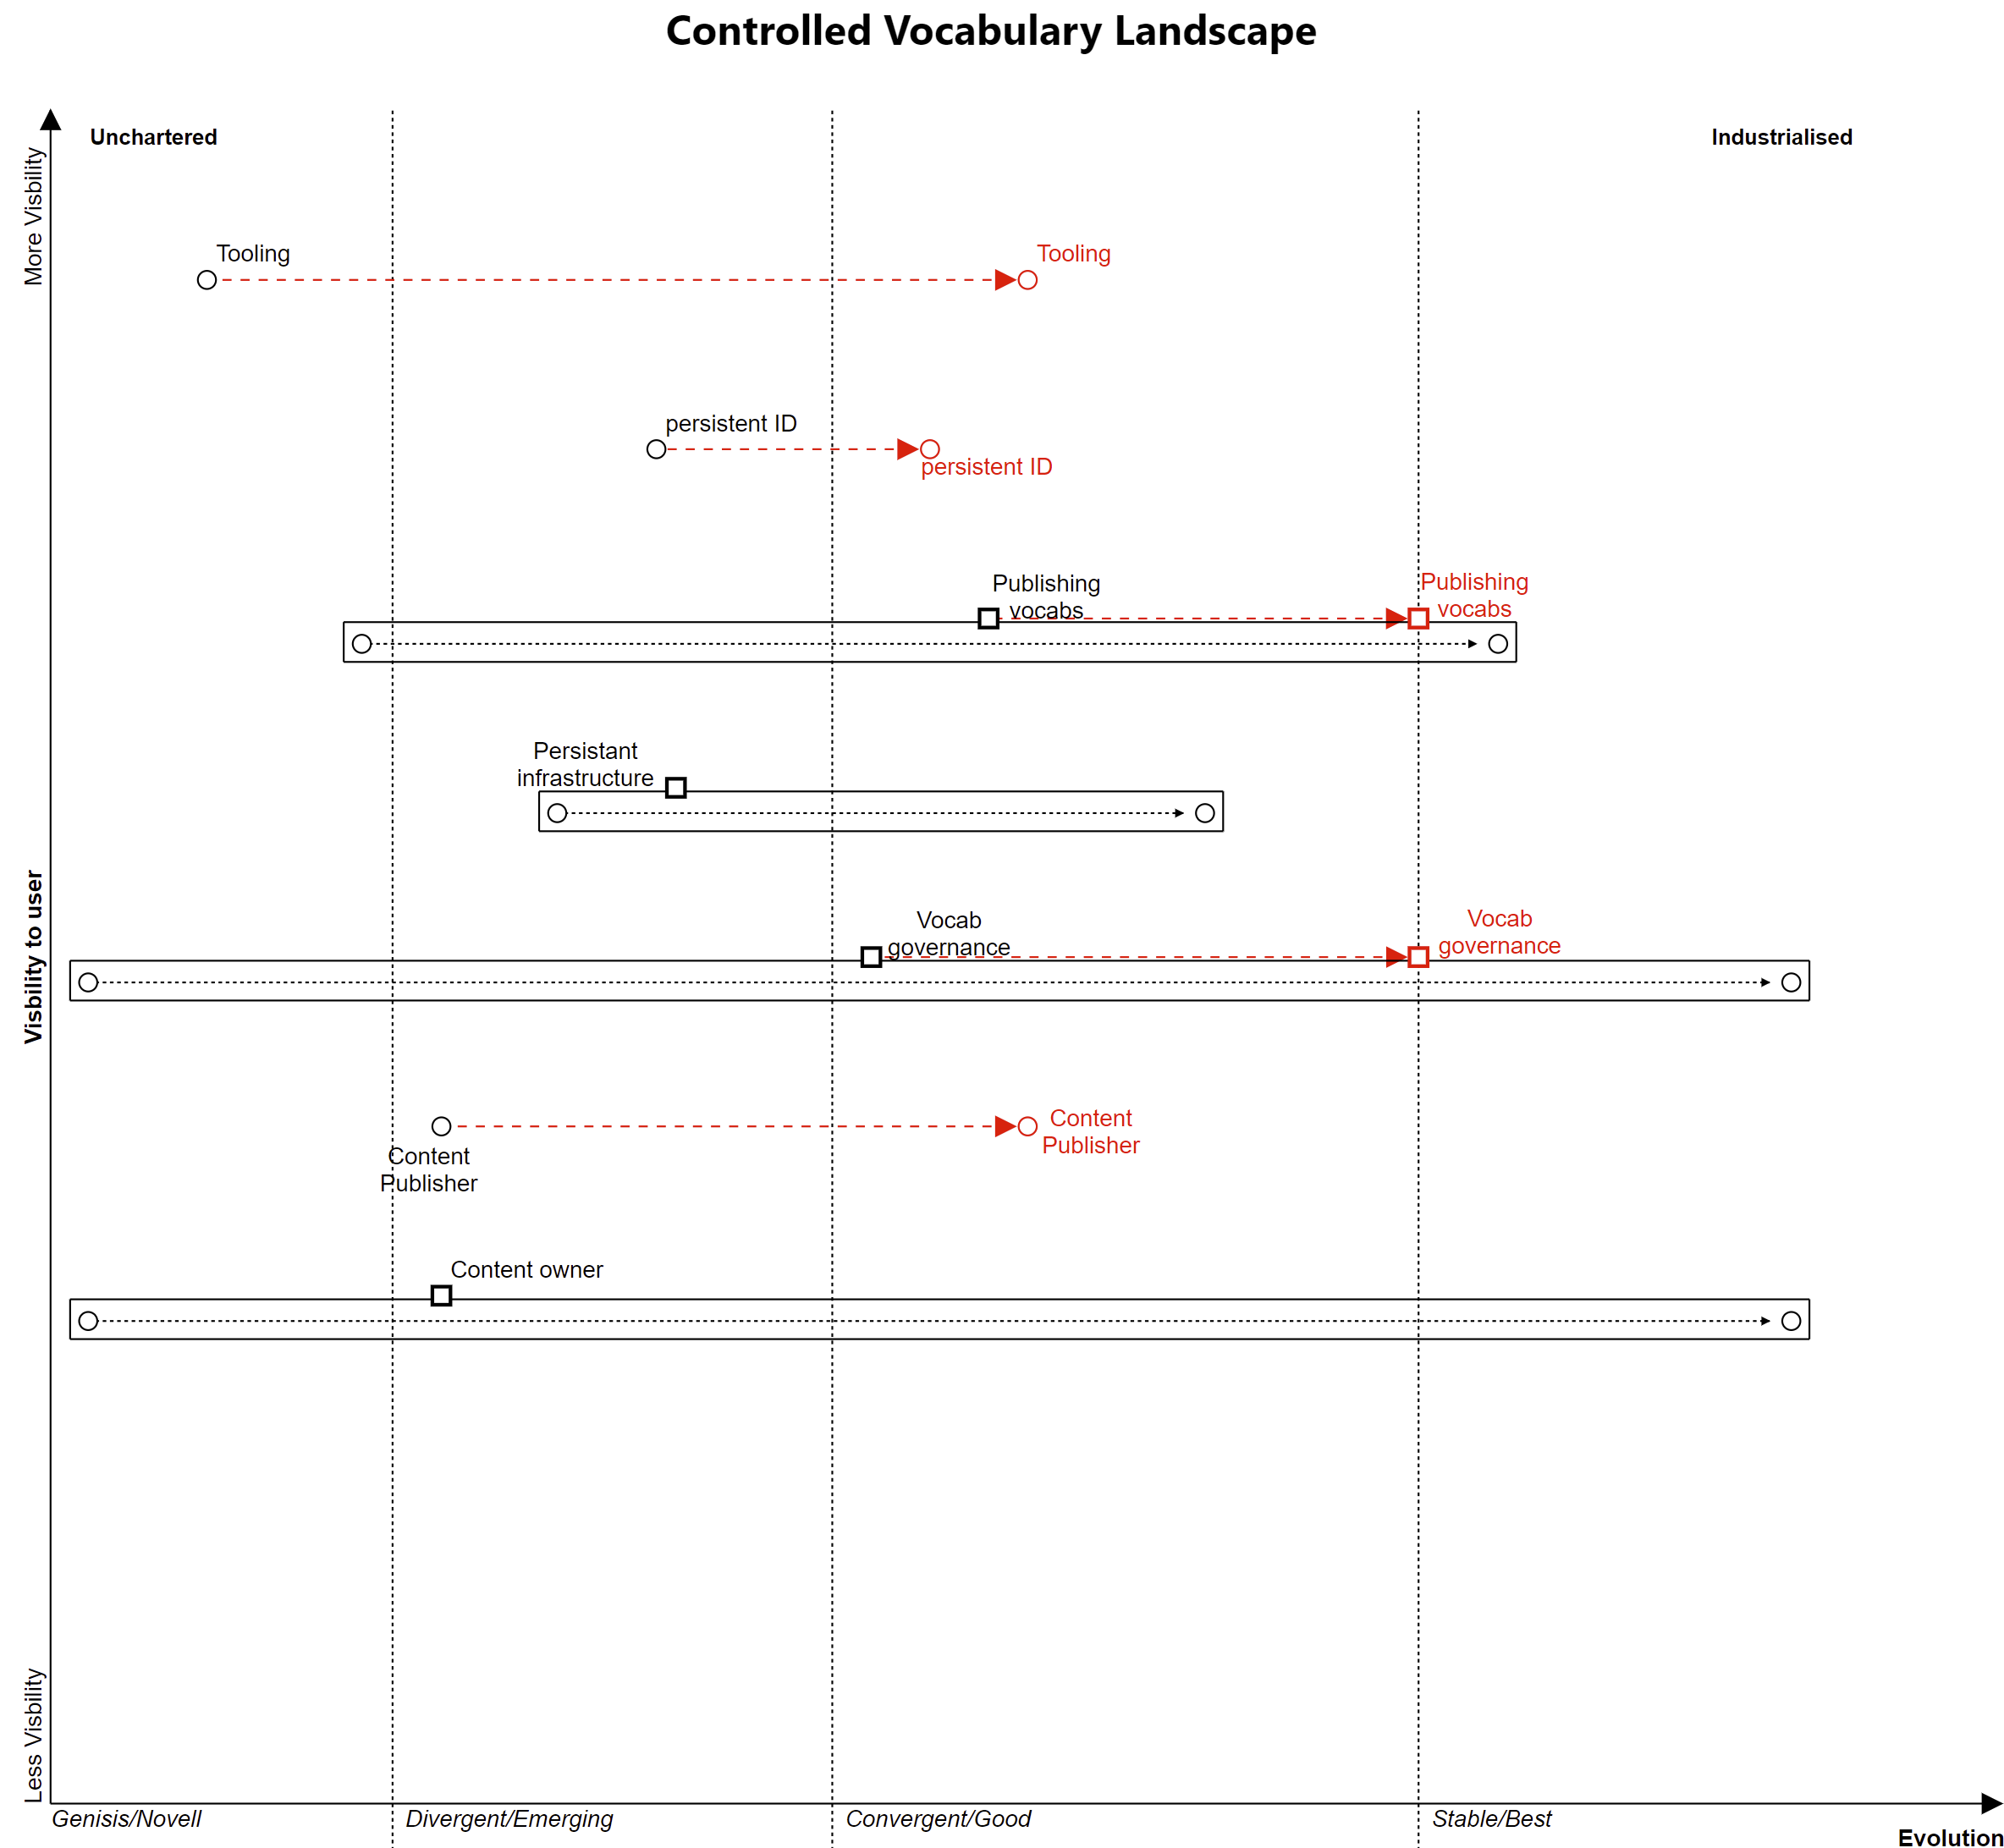 Controlled Vocabulary Landscape
Unchartered
Industrialised
More Visbility
Tooling
Tooling
persistent ID
persistent ID
Publishing
vocabs
Publishing
vocabs
Persistant
infrastructure
Visbility to user
Vocab
governance
Vocab
governance
Content
Publisher
Content
Publisher
Content owner
Less Visbility
Genisis/Novell
Divergent/Emerging
Convergent/Good
Stable/Best
Evolution